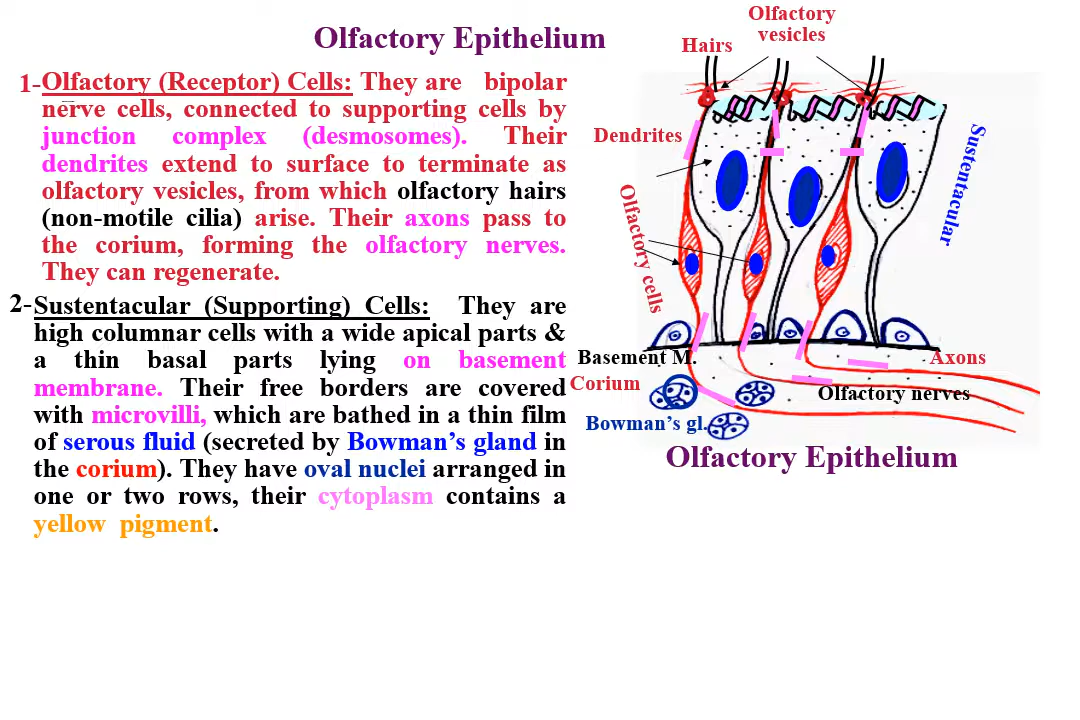 Olfactory Epithelium
1-Olfactory (Receptor) Cells: They are bipolar
nerve cells, connected to supporting cells by
junction complex (desmosomes). Their
dendrites extend to surface to terminate as
olfactory vesicles, from which olfactory hairs
(non-motile cilia) arise. Their axons pass to
the corium, forming the olfactory nerves.
They can regenerate.
2-Sustentacular (Supporting) Cells: They are
high columnar cells with a wide apical parts &
a thin basal parts lying on basement
membrane. Their free borders are covered
with microvilli, which are bathed in a thin film
of serous fluid (secreted by Bowman's gland in
the corium). They have oval nuclei arranged in
one or two rows, their cytoplasm contains a
yellow pigment.
Olfactory
vesicles
Hairs
Dendrites
Sustentacular
Olfactory cells
Basement M.
Axons
Corium
Olfactory nerves
Bowman's gl.
Olfactory Epithelium